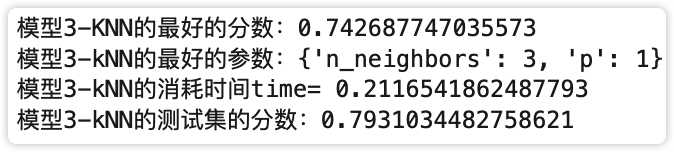 模型3-KNN的最好的分数：0.742687747035573
模型3-kNN的最好的参数：{'n_neighbors': 3, 'p': 1}
模型3-kNN的消耗时间time= 0.2116541862487793
模型3-kNN的测试集的分数：0.7931034482758621